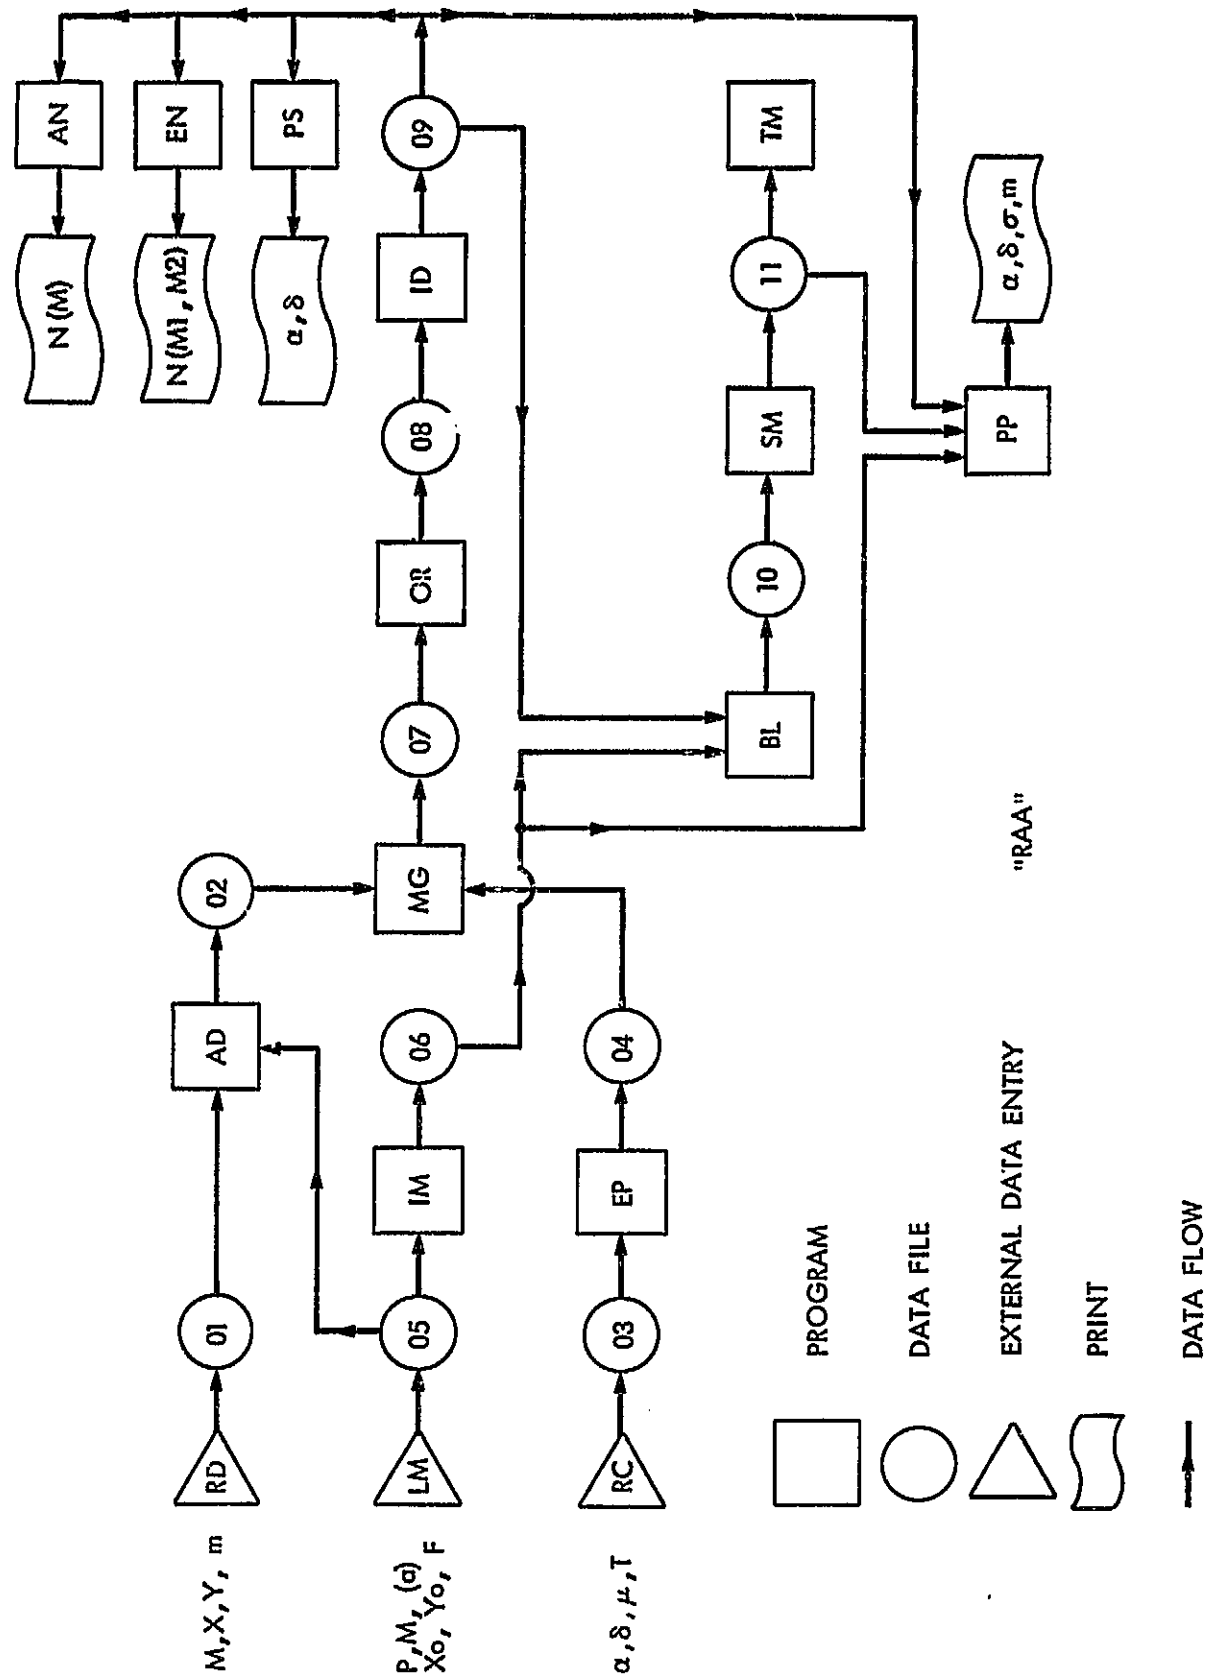 M,X,Y, m
RD
01
AD
02
P,M, (a)
Xo, Yo, F
LM
05
IM
06
MG
07
OR
08
ID
09
α,δ,μ,T
RC
03
EP
04
AN
N(M)
EN
N(M1,M2)
PS
α,δ
BL
10
SM
11
TM
PP
α,δ,σ,m
PROGRAM
DATA FILE
EXTERNAL DATA ENTRY
PRINT
DATA FLOW
"RAA"